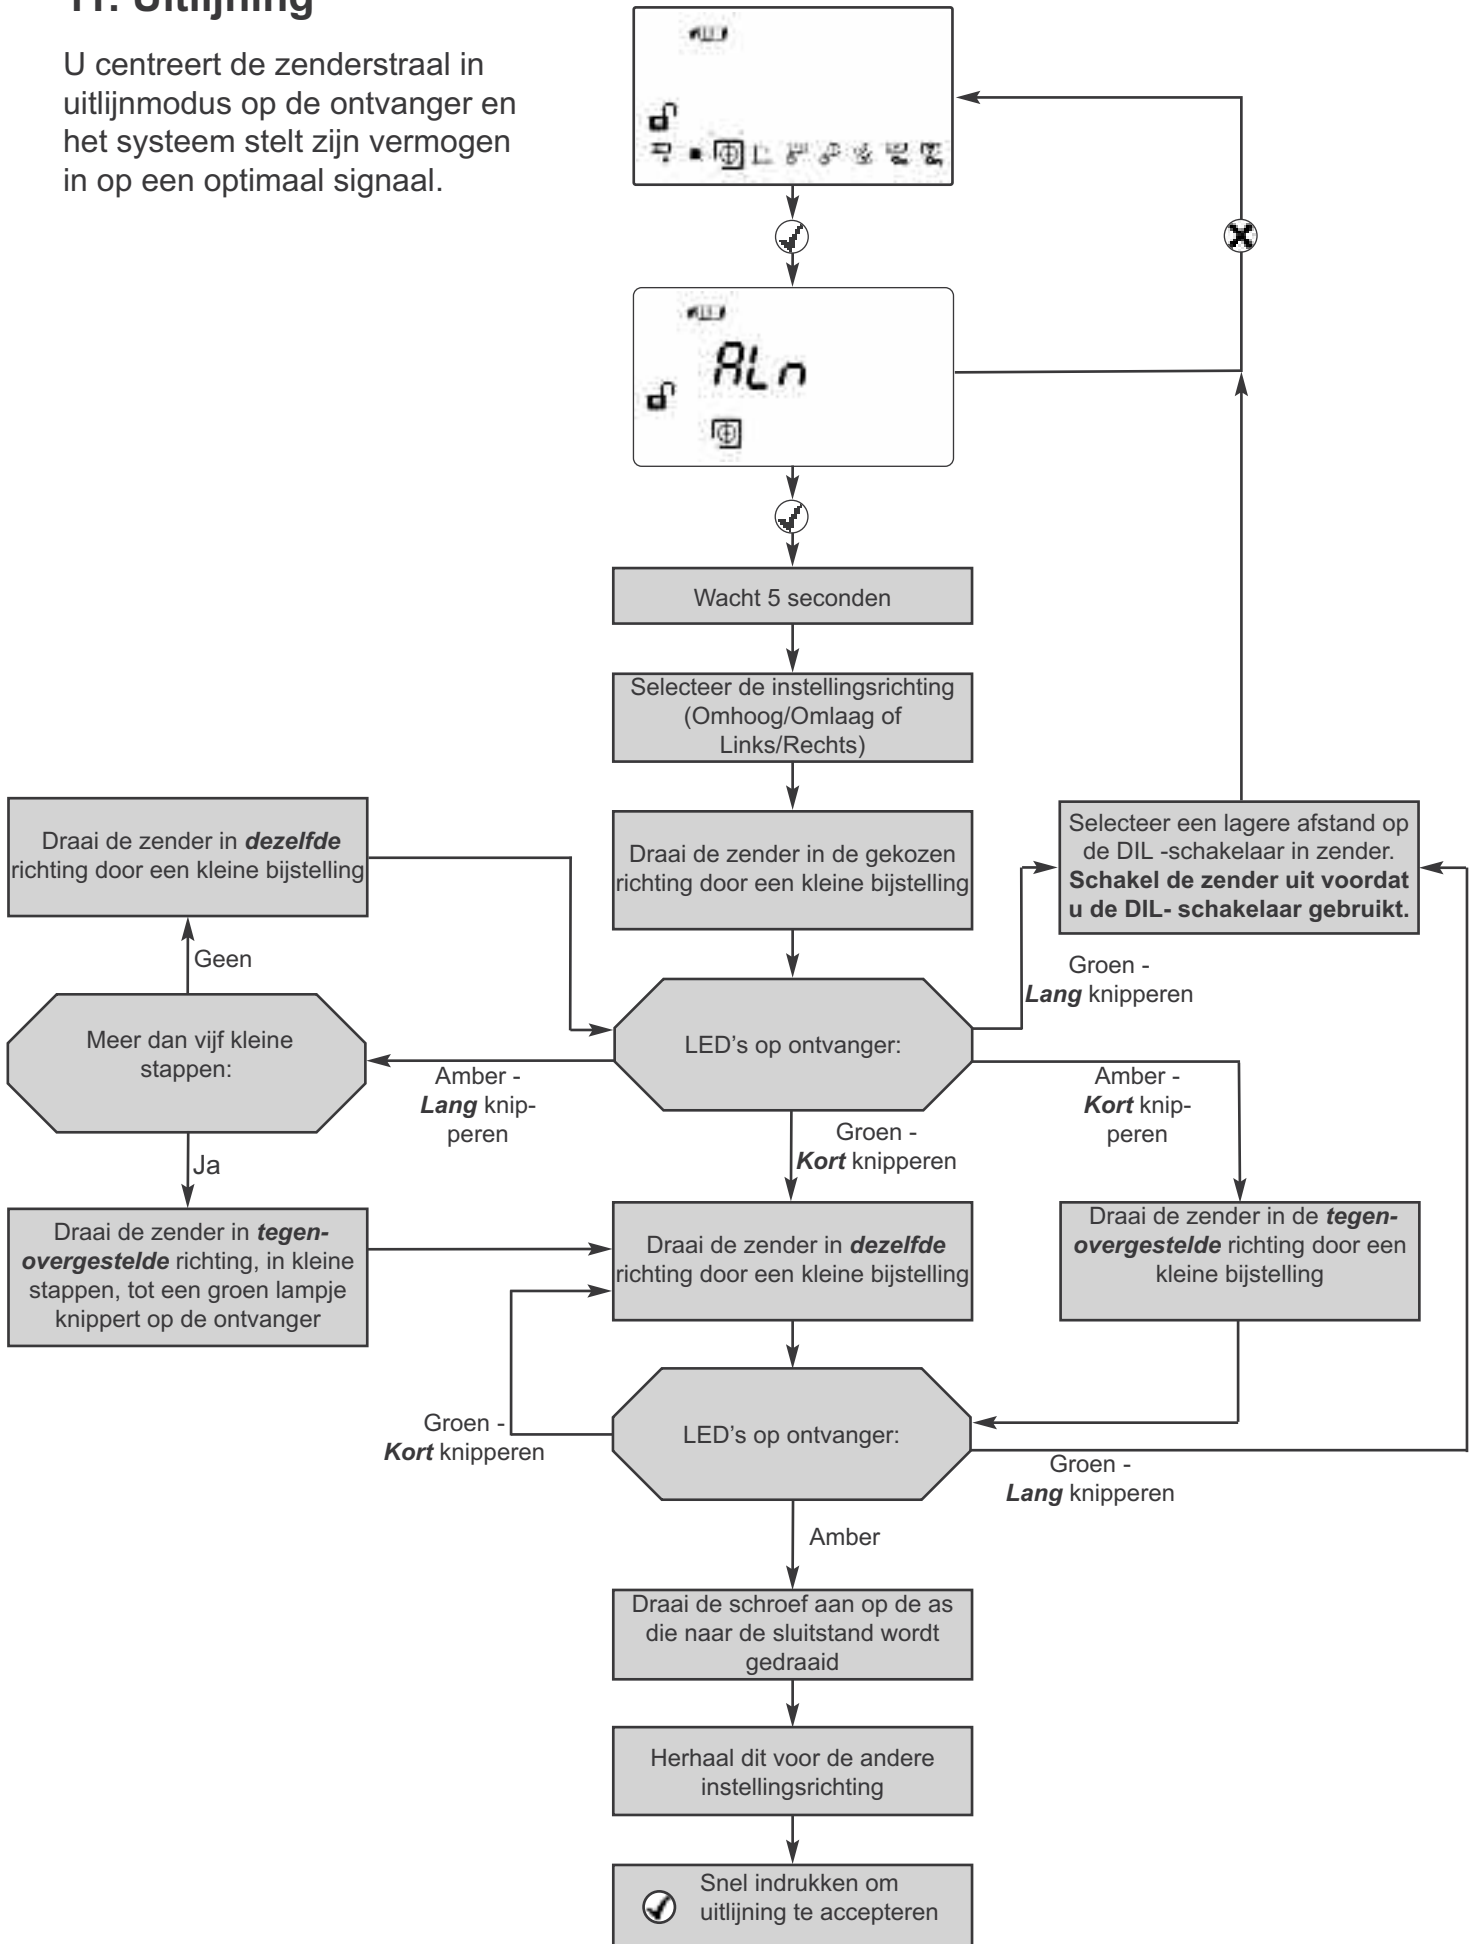 11. Uitlijning
U centreert de zenderstraal in
uitlijnmodus op de ontvanger en
het systeem stelt zijn vermogen
in op een optimaal signaal.
ALn
Wacht 5 seconden
Selecteer de instellingsrichting
(Omhoog/Omlaag of
Links/Rechts)
Draai de zender in dezelfde
richting door een kleine bijstelling
Draai de zender in de gekozen
richting door een kleine bijstelling
Selecteer een lagere afstand op
de DIL -schakelaar in zender.
Schakel de zender uit voordat
u de DIL- schakelaar gebruikt.
Geen
Groen -
Lang knipperen
Meer dan vijf kleine
stappen:
LED's op ontvanger:
Amber -
Lang knip-
peren
Amber -
Kort knip-
peren
Groen -
Kort knipperen
Ja
Draai de zender in tegen-
overgestelde richting, in kleine
stappen, tot een groen lampje
knippert op de ontvanger
Draai de zender in dezelfde
richting door een kleine bijstelling
Draai de zender in de tegen-
overgestelde richting door een
kleine bijstelling
Groen -
Kort knipperen
LED's op ontvanger:
Groen -
Lang knipperen
Amber
Draai de schroef aan op de as
die naar de sluitstand wordt
gedraaid
Herhaal dit voor de andere
instellingsrichting
Snel indrukken om
uitlijning te accepteren